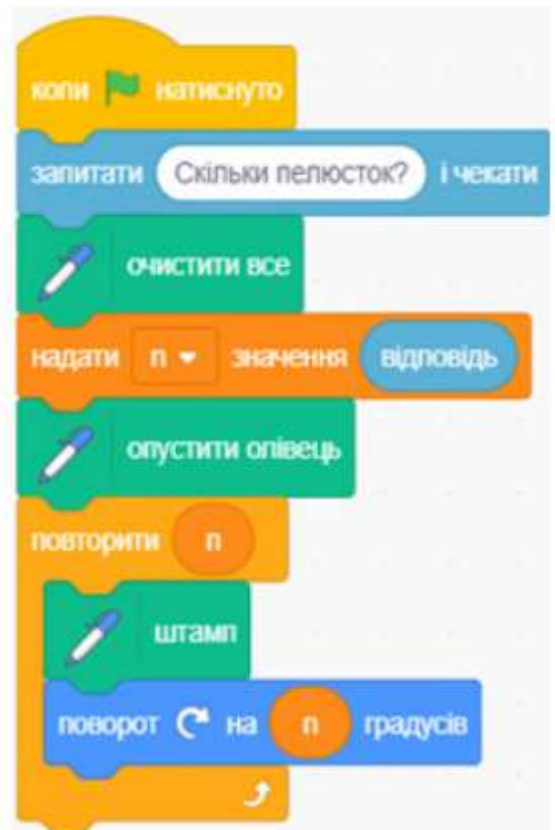 коли натиснуто
запитати Скільки пелюсток? і чекати
очистити все
надати n значення відповідь
опустити олівець
повторити n
штамп
поворот на n градусів